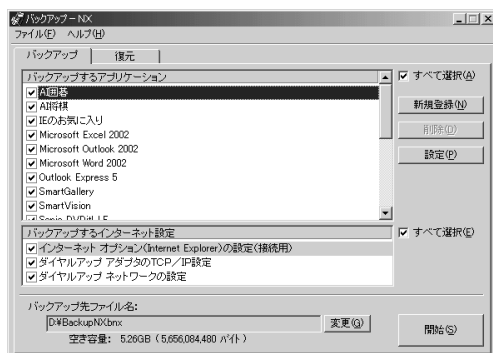 バックアップ－NX
ファイル(F) ヘルプ(H)
バックアップ 復元
バックアップするアプリケーション
すべて選択(A)
AI囲碁
AI将棋
IEのお気に入り
Microsoft Excel 2002
Microsoft Outlook 2002
Microsoft Word 2002
Outlook Express 5
SmartGallery
SmartVision
新規登録(N)
削除(D)
設定(P)
バックアップするインターネット設定
すべて選択(E)
インターネット オプション(Internet Explorer)の設定(接続用)
ダイヤルアップ アダプタのTCP／IP設定
ダイヤルアップ ネットワークの設定
バックアップ先ファイル名:
D:¥BackupNX.bnx
変更(G)
空き容量: 5.26GB (5,656,084,480 バイト)
開始(S)